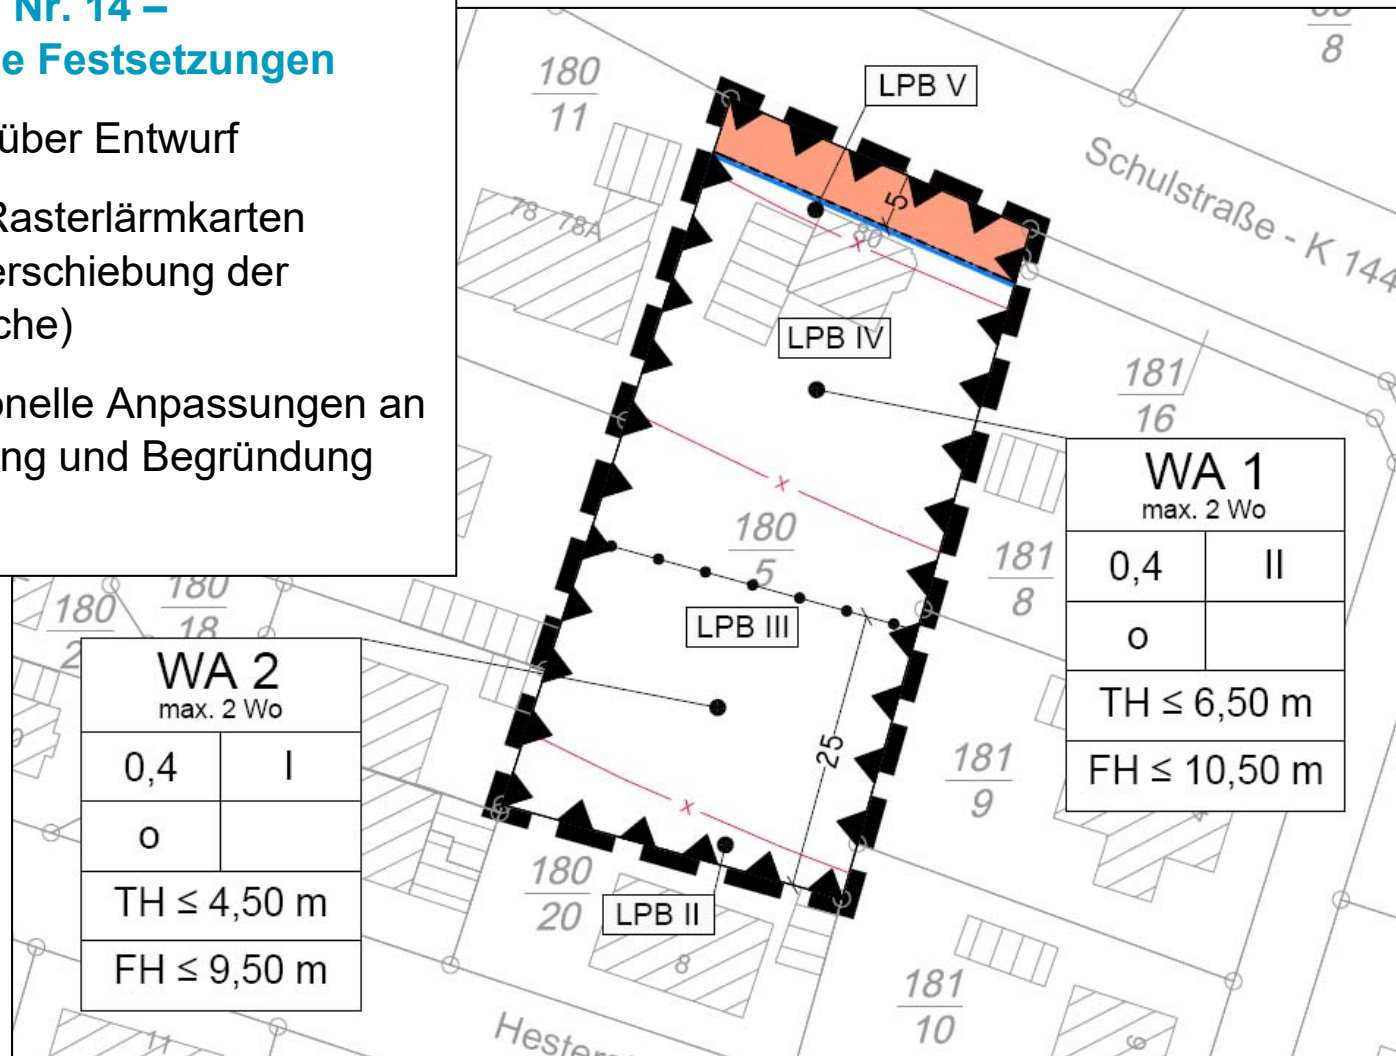 Nr. 14 –
e Festsetzungen
über Entwurf
Rasterlärmkarten
erschiebung der
che)
onelle Anpassungen an
ng und Begründung
180
11
78 78A
LPB V
8
Schulstraße - K 144
5
80
x
LPB IV
181
16
WA 1
max. 2 Wo
0,4 II
o
TH ≤ 6,50 m
FH ≤ 10,50 m
x
180
5
181
8
LPB III
180
180
18
2
WA 2
max. 2 Wo
0,4 I
o
TH ≤ 4,50 m
FH ≤ 9,50 m
25
181
9
x
180
20
LPB II
8
181
10
11
6